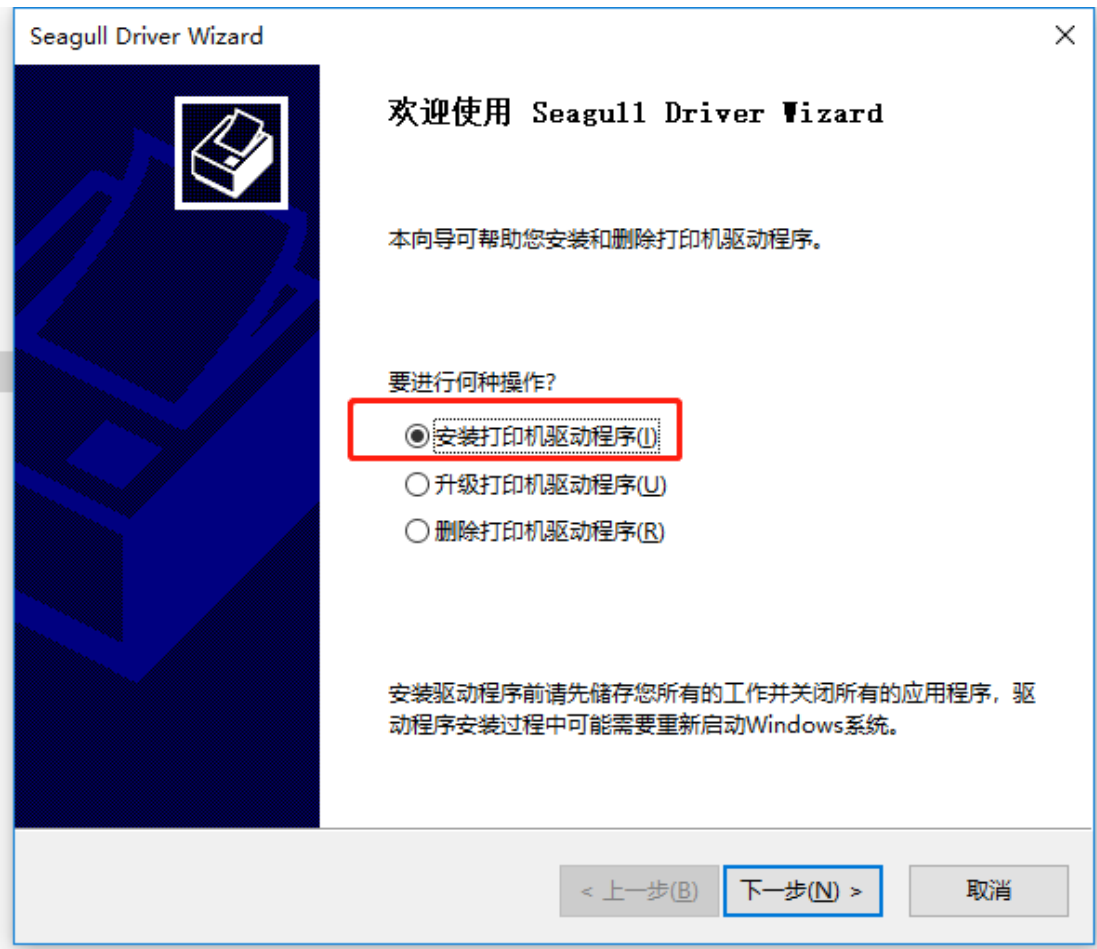 Seagull Driver Wizard
欢迎使用 Seagull Driver Wizard
本向导可帮助您安装和删除打印机驱动程序。
要进行何种操作?
安装打印机驱动程序(I)
升级打印机驱动程序(U)
删除打印机驱动程序(R)
安装驱动程序前请先储存您所有的工作并关闭所有的应用程序，驱
动程序安装过程中可能需要重新启动Windows系统。
< 上一步(B) 下一步(N) > 取消